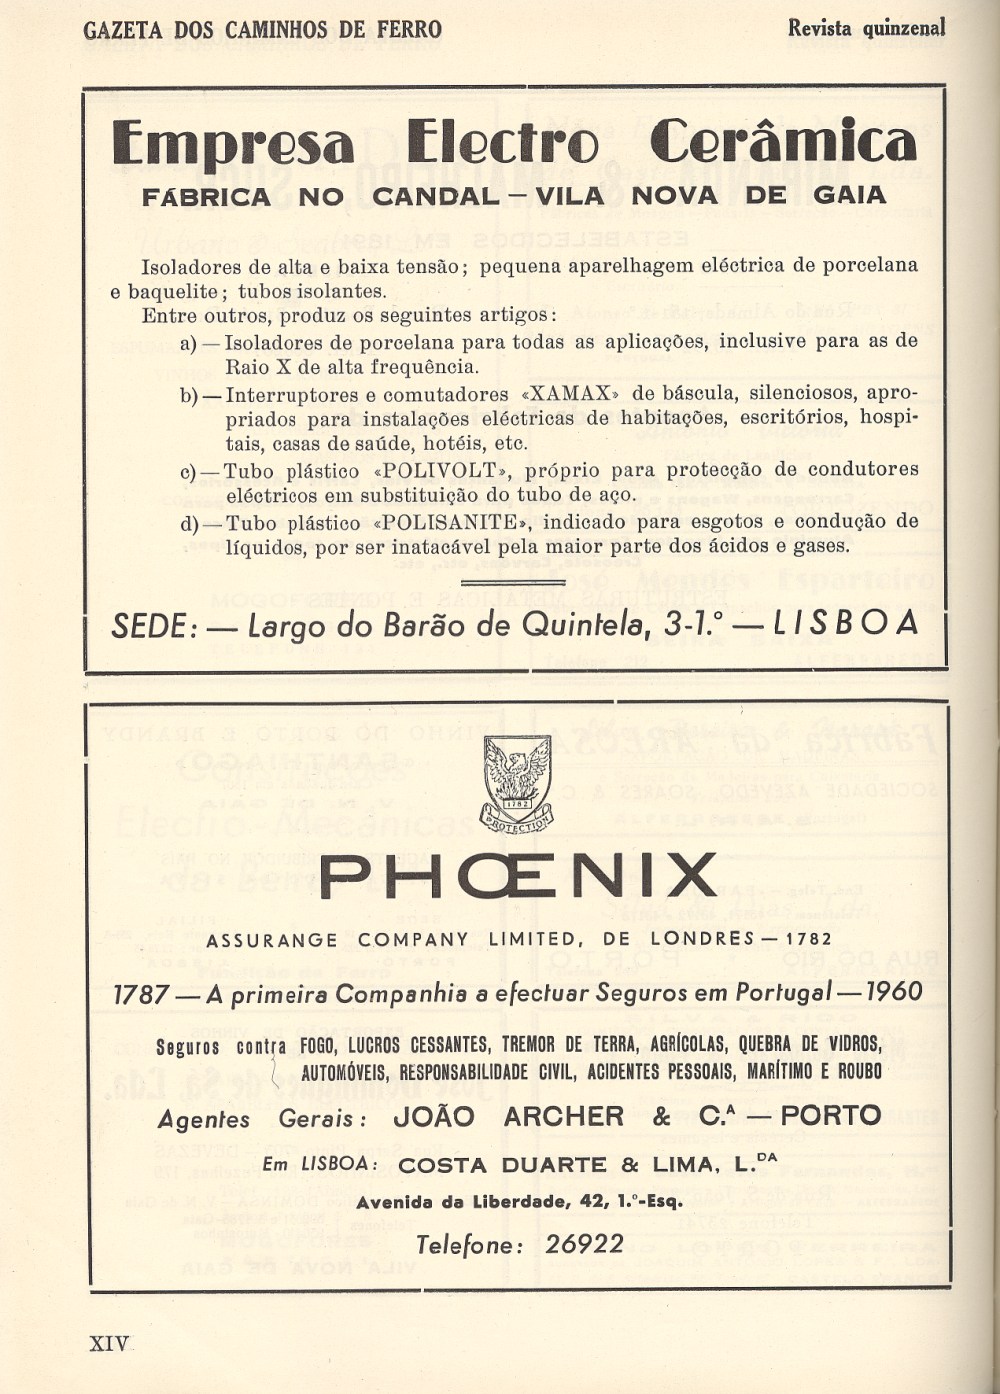 GAZETA DOS CAMINHOS DE FERRO
Revista quinzenal
Empresa Electro Cerâmica
FÁBRICA NO CANDAL — VILA NOVA DE GAIA
Isoladores de alta e baixa tensão; pequena aparelhagem eléctrica de porcelana
e baquelite; tubos isolantes.
Entre outros, produz os seguintes artigos:
a) — Isoladores de porcelana para todas as aplicações, inclusive para as de
Raio X de alta frequência.
b) — Interruptores e comutadores «XAMAX» de báscula, silenciosos, apro-
priados para instalações eléctricas de habitações, escritórios, hospi-
tais, casas de saúde, hotéis, etc.
c) — Tubo plástico «POLIVOLT», próprio para protecção de condutores
eléctricos em substituição do tubo de aço.
d) — Tubo plástico «POLISANITE», indicado para esgotos e condução de
líquidos, por ser inatacável pela maior parte dos ácidos e gases.
SEDE: — Largo do Barão de Quintela, 3-1.º — LISBOA
1782
PROTECTION
PHŒNIX
ASSURANGE COMPANY LIMITED, DE LONDRES — 1782
1787 — A primeira Companhia a efectuar Seguros em Portugal — 1960
Seguros contra FOGO, LUCROS CESSANTES, TREMOR DE TERRA, AGRÍCOLAS, QUEBRA DE VIDROS,
AUTOMÓVEIS, RESPONSABILIDADE CIVIL, ACIDENTES PESSOAIS, MARÍTIMO E ROUBO
Agentes Gerais: JOÃO ARCHER & C.ª — PORTO
Em LISBOA: COSTA DUARTE & LIMA, L.DA
Avenida da Liberdade, 42, 1.º-Esq.
Telefone: 26922
XIV